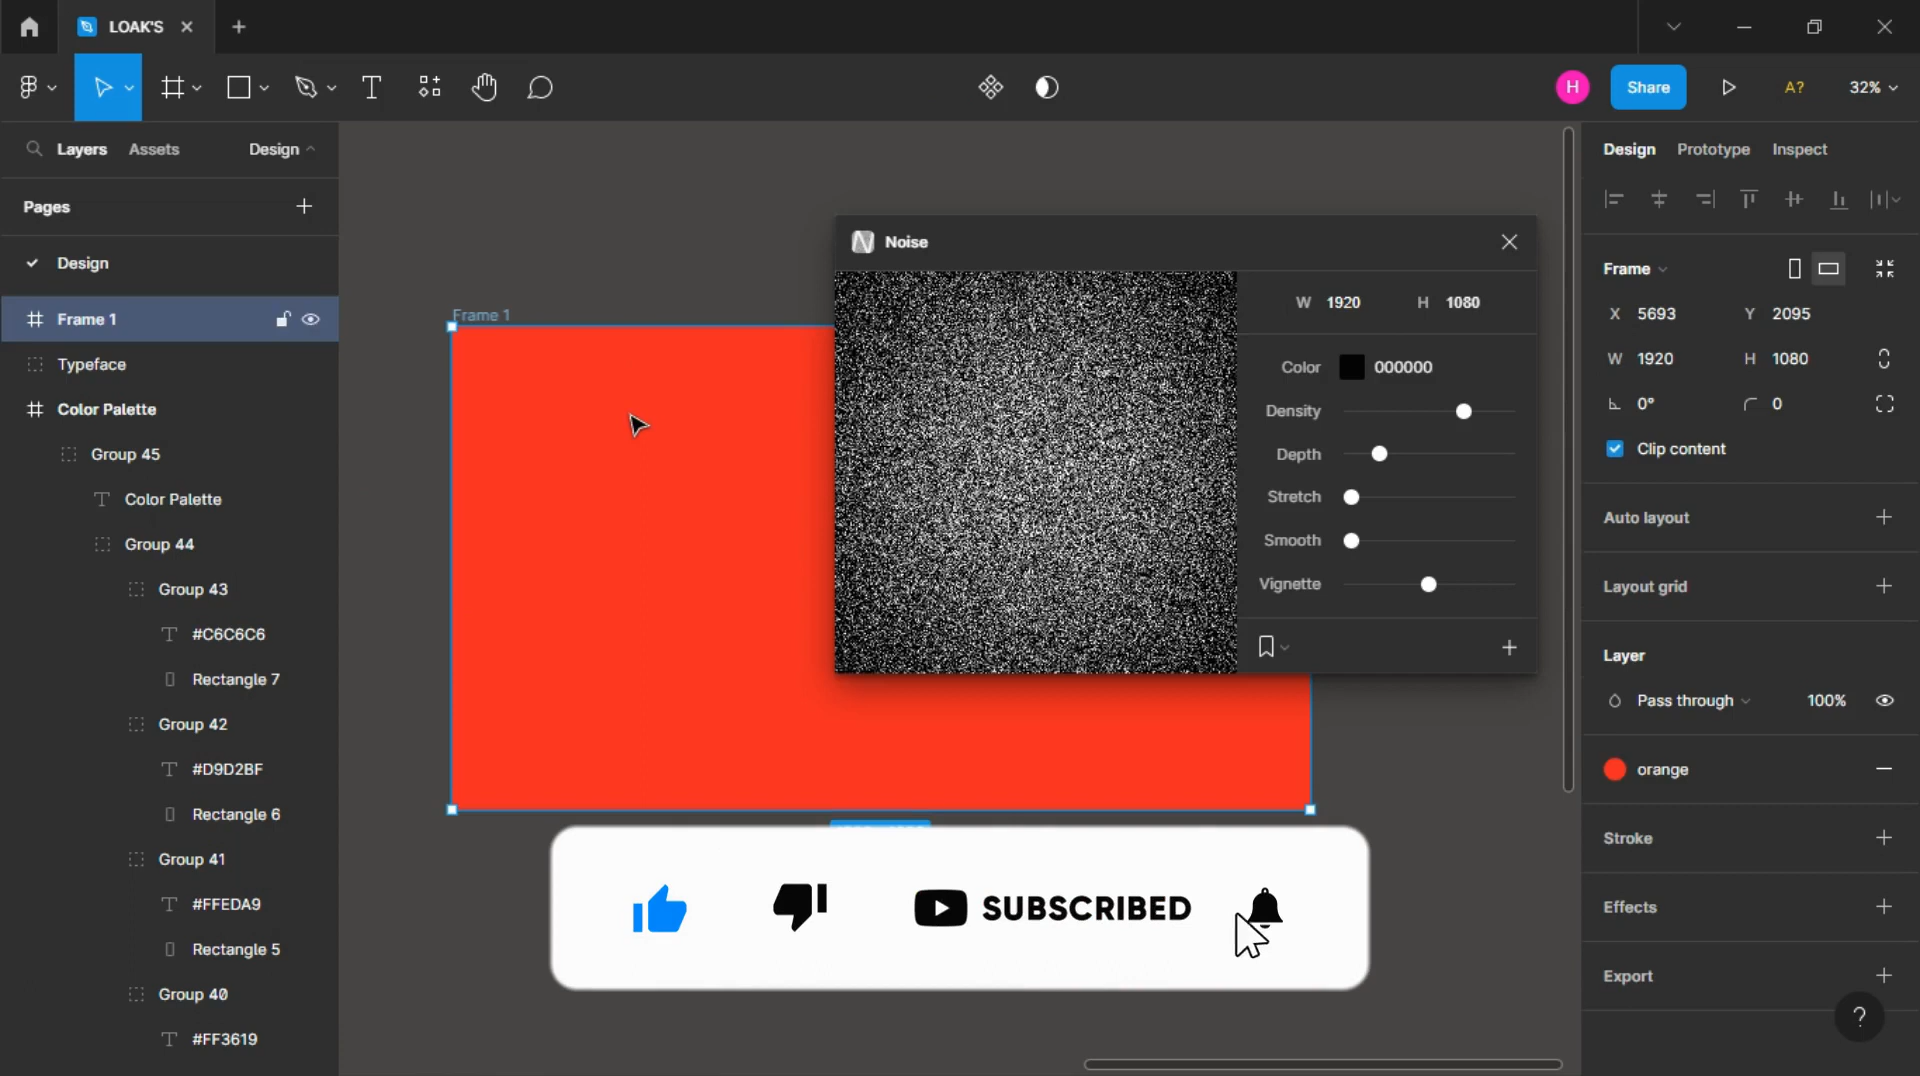 LOAK'S
H
Share
A?
32%
Layers
Assets
Design
Pages
Design
Frame 1
Typeface
Color Palette
Group 45
Color Palette
Group 44
Group 43
#C6C6C6
Rectangle 7
Group 42
#D9D2BF
Rectangle 6
Group 41
#FFEDA9
Rectangle 5
Group 40
#FF3619
Frame 1
Noise
W 1920
H 1080
Color 000000
Density
Depth
Stretch
Smooth
Vignette
SUBSCRIBED
Design
Prototype
Inspect
Frame
X 5693
Y 2095
W 1920
H 1080
0°
0
Clip content
Auto layout
Layout grid
Layer
Pass through
100%
orange
Stroke
Effects
Export
?